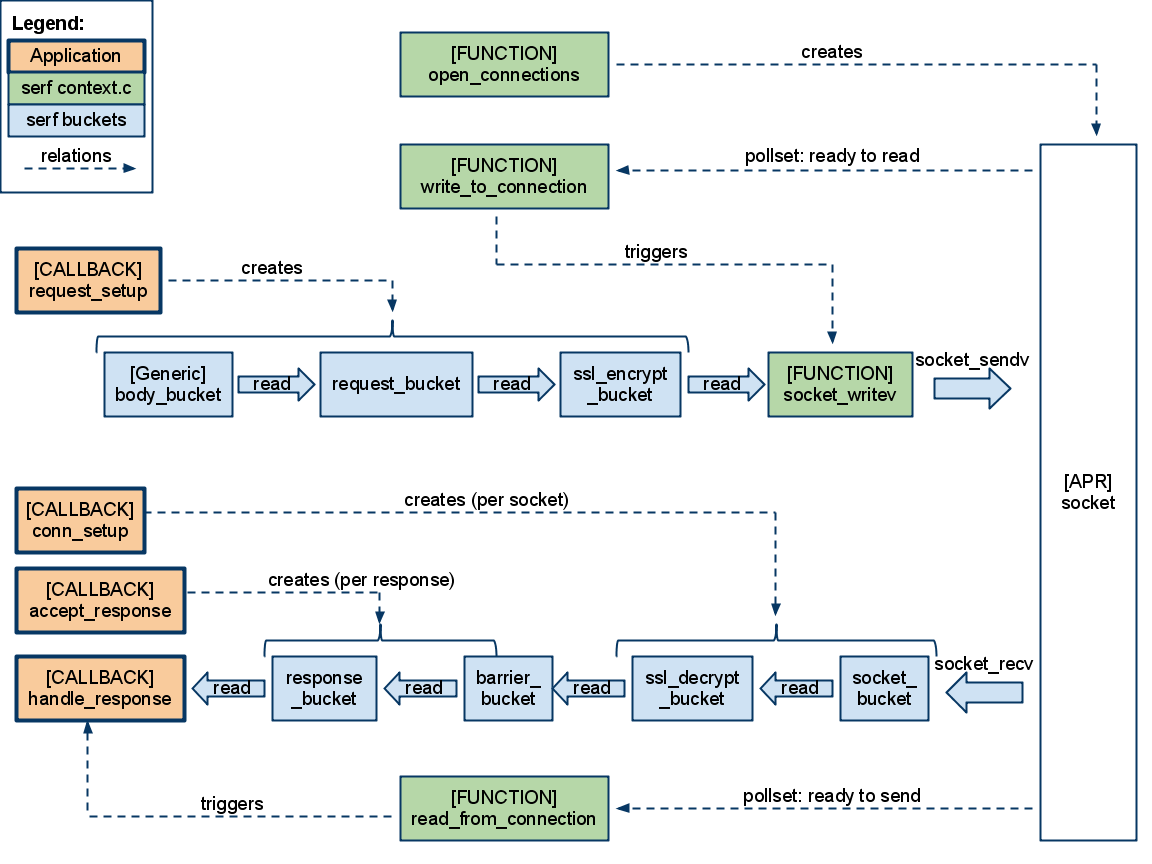 Legend:
Application
serf context.c
serf buckets
relations
[FUNCTION]
open_connections
creates
[FUNCTION]
write_to_connection
pollset: ready to read
triggers
[CALLBACK]
request_setup
creates
[Generic]
body_bucket
read
request_bucket
read
ssl_encrypt
_bucket
read
[FUNCTION]
socket_writev
socket_sendv
[APR]
socket
[CALLBACK]
conn_setup
creates (per socket)
[CALLBACK]
accept_response
creates (per response)
[CALLBACK]
handle_response
read
response
_bucket
read
barrier_
bucket
read
ssl_decrypt
_bucket
read
socket_
bucket
socket_recv
triggers
[FUNCTION]
read_from_connection
pollset: ready to send